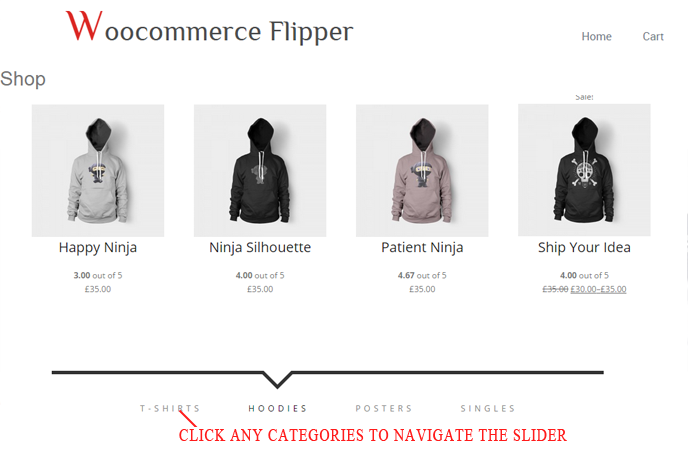 Woocommerce Flipper
Home Cart
Shop
Sale!
Happy Ninja Ninja Silhouette Patient Ninja Ship Your Idea
3.00 out of 5 4.00 out of 5 4.67 out of 5 4.00 out of 5
£35.00 £35.00 £35.00 £35.00 £30.00–£35.00
T-SHIRTS HOODIES POSTERS SINGLES
CLICK ANY CATEGORIES TO NAVIGATE THE SLIDER